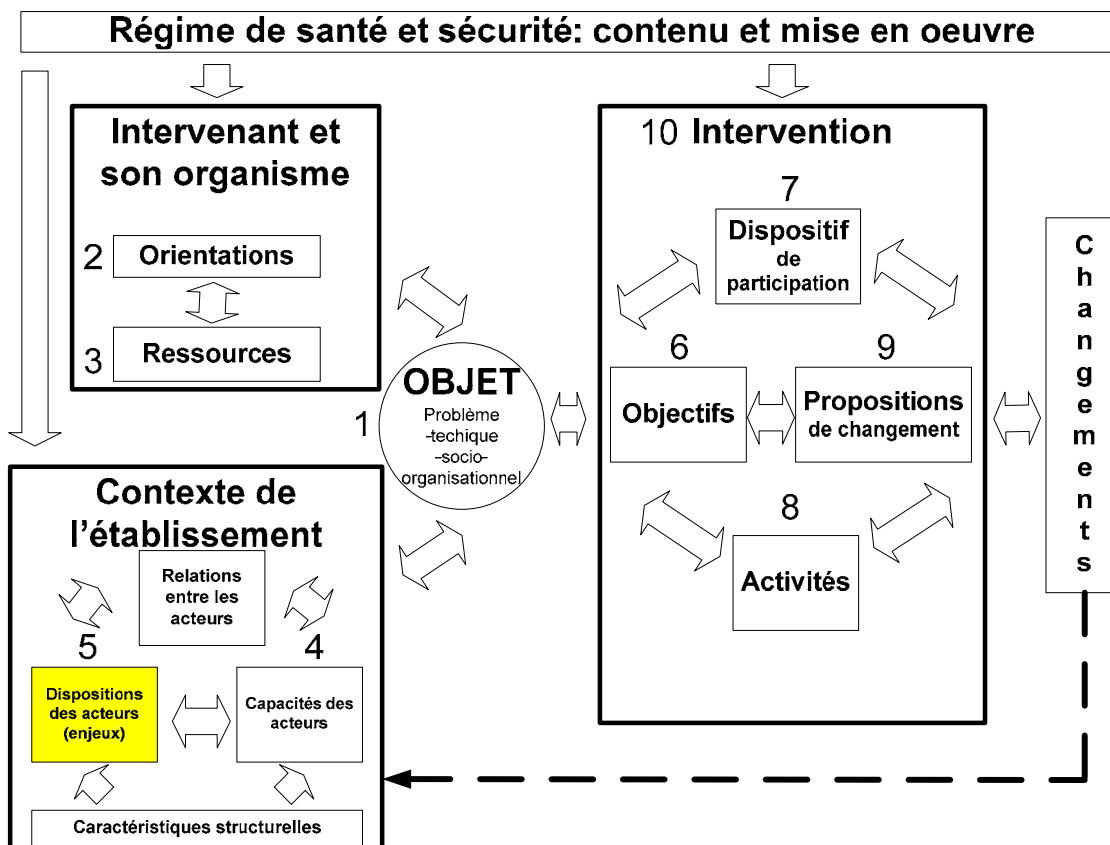 Régime de santé et sécurité: contenu et mise en oeuvre
Intervenant et
son organisme
2
Orientations
3
Ressources
1
OBJET
Problème
-techique
-socio-
organisationnel
Contexte de
l'établissement
Relations
entre les
acteurs
5
4
Dispositions
des acteurs
(enjeux)
Capacités des
acteurs
Caractéristiques structurelles
10 Intervention
7
Dispositif
de
participation
6
9
Objectifs
Propositions
de changement
8
Activités
C
h
a
n
g
e
m
e
n
t
s